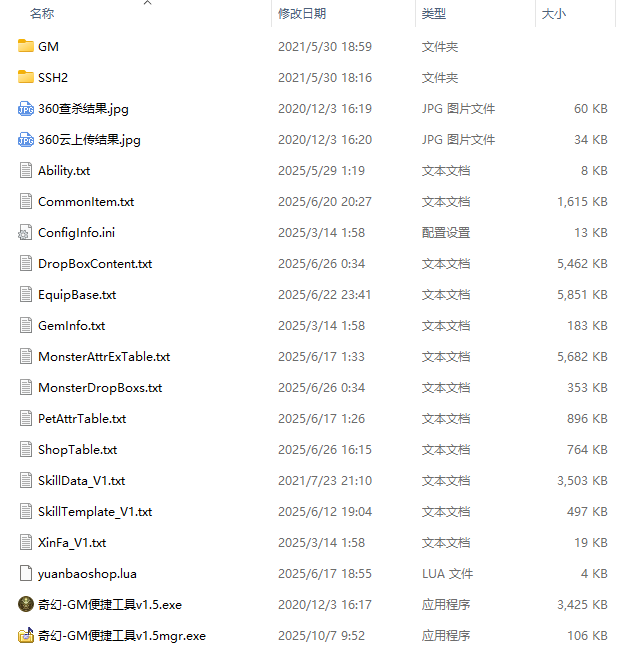 名称 修改日期 类型 大小
GM 2021/5/30 18:59 文件夹
SSH2 2021/5/30 18:16 文件夹
360查杀结果.jpg 2020/12/3 16:19 JPG 图片文件 60 KB
360云上传结果.jpg 2020/12/3 16:20 JPG 图片文件 34 KB
Ability.txt 2025/5/29 1:19 文本文档 8 KB
CommonItem.txt 2025/6/20 20:27 文本文档 1,615 KB
ConfigInfo.ini 2025/3/14 1:58 配置设置 13 KB
DropBoxContent.txt 2025/6/26 0:34 文本文档 5,462 KB
EquipBase.txt 2025/6/22 23:41 文本文档 5,851 KB
GemInfo.txt 2025/3/14 1:58 文本文档 183 KB
MonsterAttrExTable.txt 2025/6/17 1:33 文本文档 5,682 KB
MonsterDropBoxs.txt 2025/6/26 0:34 文本文档 353 KB
PetAttrTable.txt 2025/6/17 1:26 文本文档 896 KB
ShopTable.txt 2025/6/26 16:15 文本文档 764 KB
SkillData_V1.txt 2021/7/23 21:10 文本文档 3,503 KB
SkillTemplate_V1.txt 2025/6/12 19:04 文本文档 497 KB
XinFa_V1.txt 2025/3/14 1:58 文本文档 19 KB
yuanbaoshop.lua 2025/6/17 18:55 LUA 文件 4 KB
奇幻-GM便捷工具v1.5.exe 2020/12/3 16:17 应用程序 3,425 KB
奇幻-GM便捷工具v1.5mgr.exe 2025/10/7 9:52 应用程序 106 KB